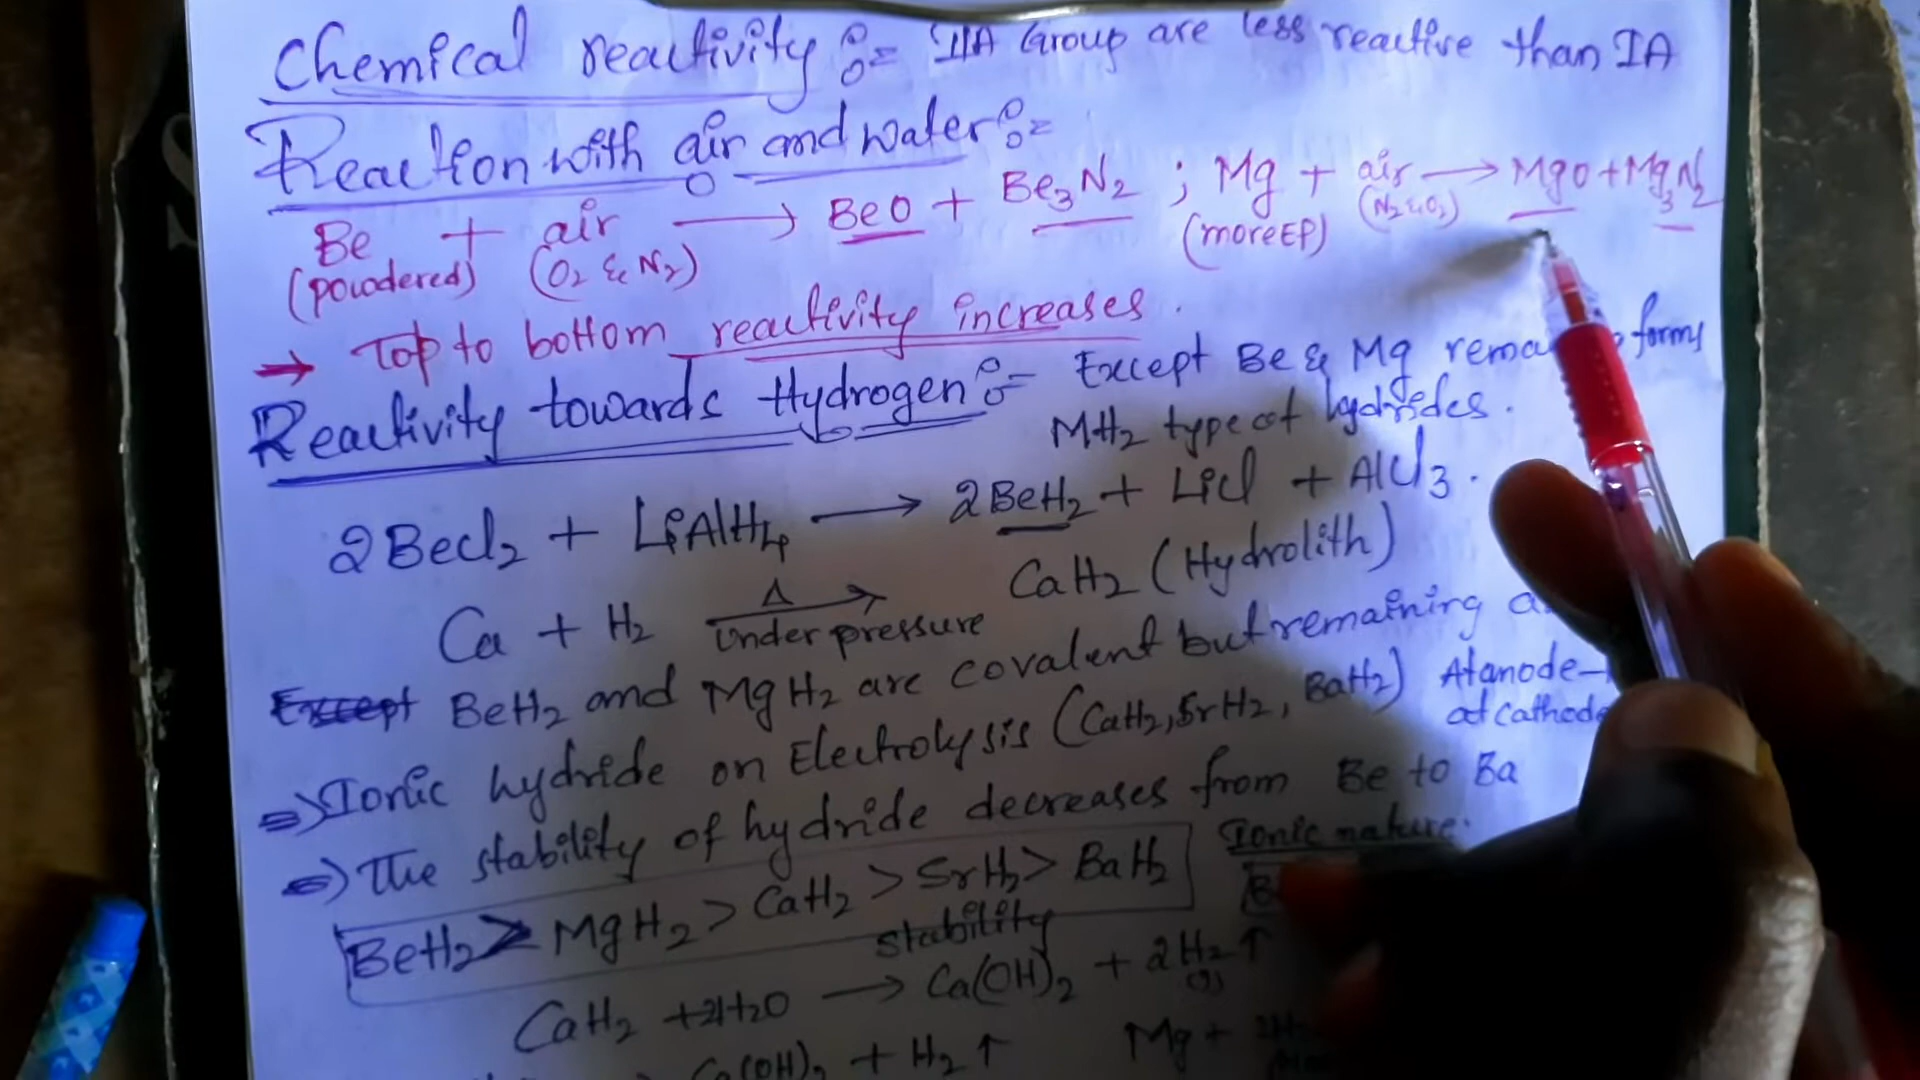 Chemical reactivity :- IIA Group are less reactive than IA
Reaction with air and water :-
Be + air ⟶ BeO + Be₃N₂ ; Mg + air ⟶ MgO + Mg₃N₂
(powdered) (O₂ & N₂) (more EP) (N₂ & O₂)
→ Top to bottom reactivity increases.
Reactivity towards Hydrogen :- Except Be & Mg forms
MH₂ type of hydrides.
2BeCl₂ + LiAlH₄ ⟶ 2BeH₂ + LiCl + AlCl₃.
Ca + H₂ Δ⟶ under pressure CaH₂ (Hydrolith)
Except BeH₂ and MgH₂ are covalent but remaining
⇒ Ionic hydride on Electrolysis (CaH₂, SrH₂, BaH₂) At anode-
at cathode
⇒ The stability of hydride decreases from Be to Ba
BeH₂ > MgH₂ > CaH₂ > SrH₂ > BaH₂ Ionic nature.
stability
CaH₂ + 2H₂O ⟶ Ca(OH)₂ + 2H₂↑
(g)
Ca(OH)₂ + H₂↑ Mg +